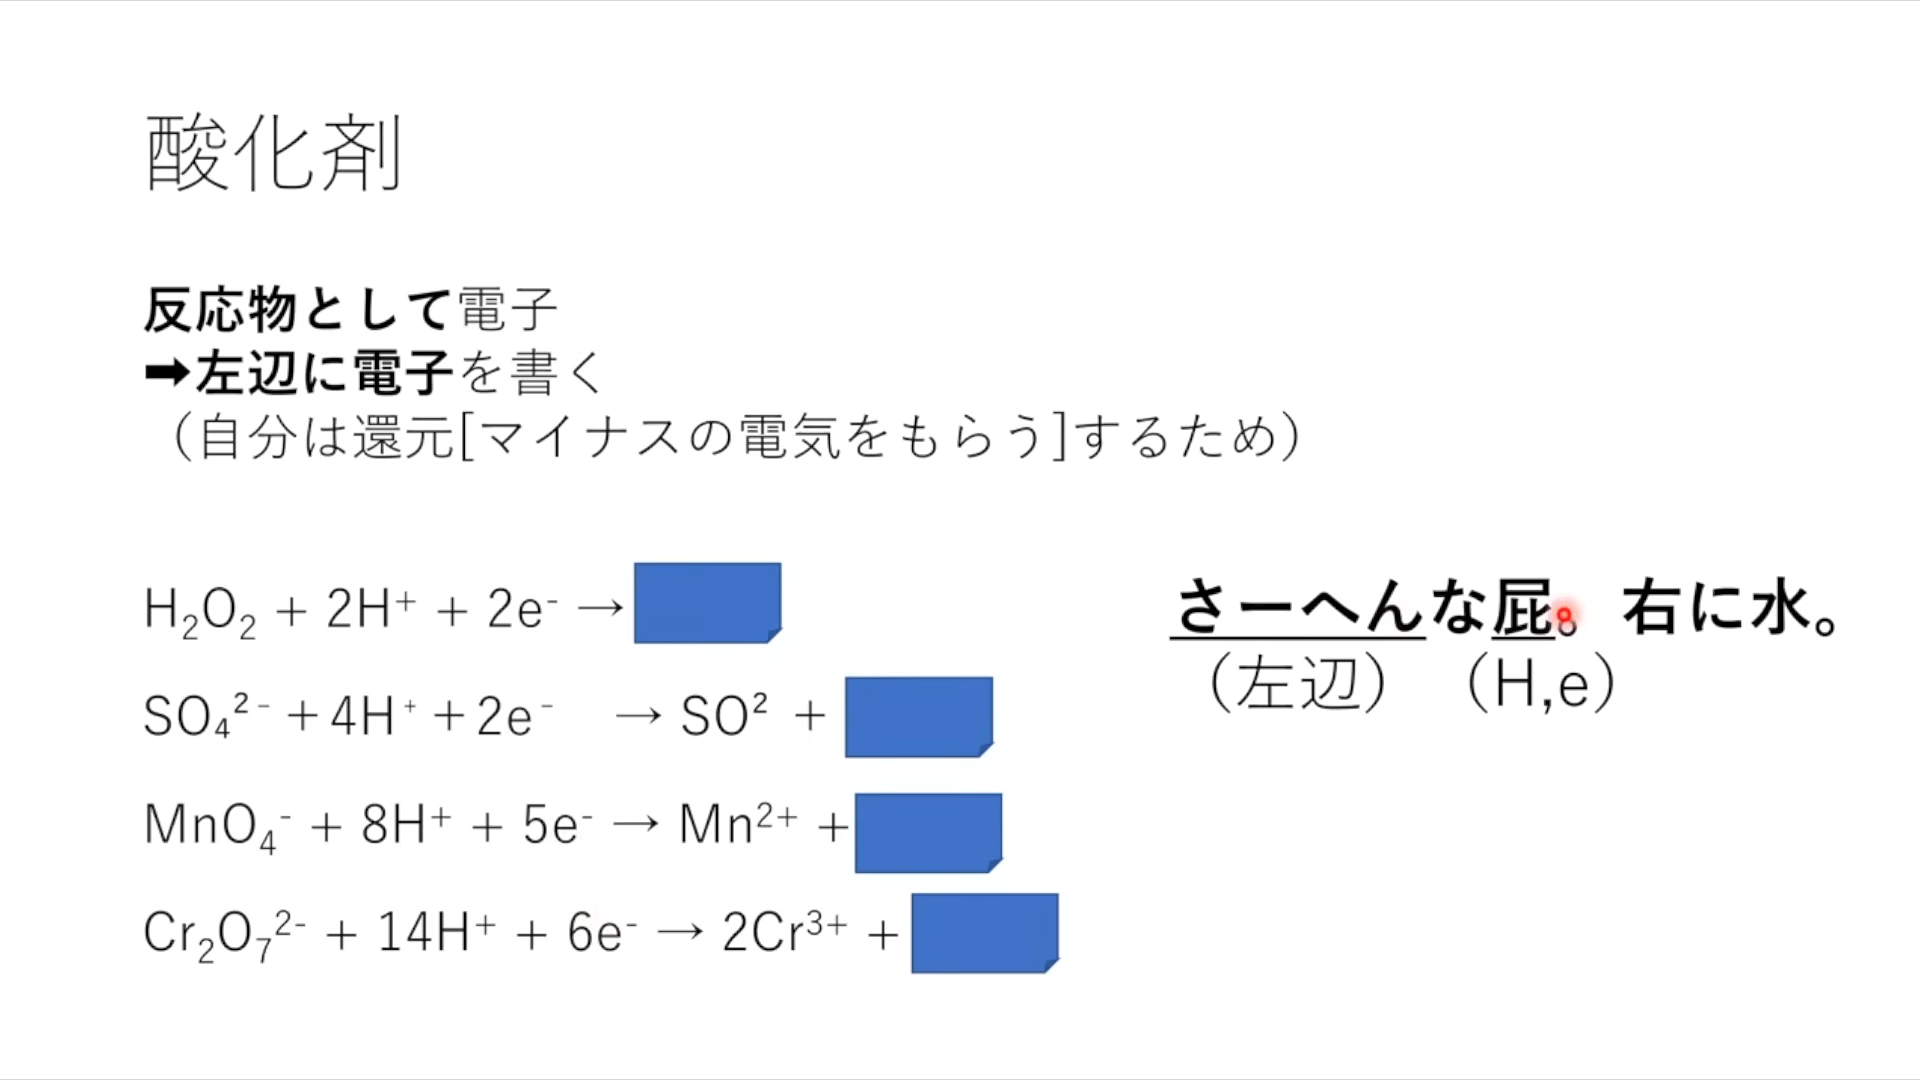 酸化剤
反応物として電子
➡左辺に電子を書く
（自分は還元[マイナスの電気をもらう]するため）
H₂O₂ + 2H⁺ + 2e⁻ →
SO₄²⁻ + 4H⁺ + 2e⁻ → SO² +
MnO₄⁻ + 8H⁺ + 5e⁻ → Mn²⁺ +
Cr₂O₇²⁻ + 14H⁺ + 6e⁻ → 2Cr³⁺ +
さーへんな屁。右に水。
（左辺）（H,e）